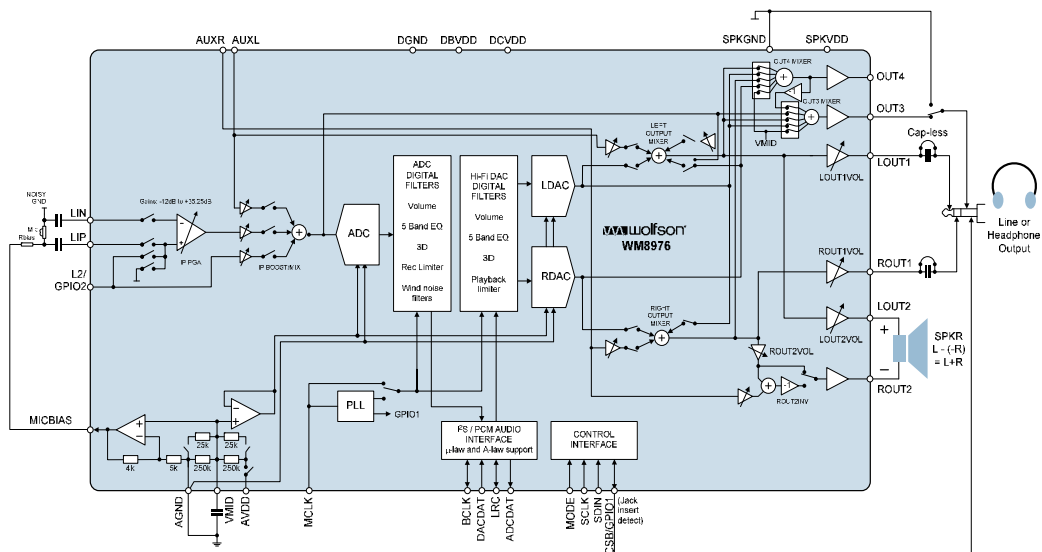 AUXR AUXL
DGND
DBVDD
DCVDD
SPKGND
SPKVDD
OUT4 MIXER
OUT4
-1
OUT3 MIXER
OUT3
VMID
Cap-less
LEFT
OUTPUT
MIXER
LOUT1
LOUT1VOL
Line or
Headphone
Output
NOISY
GND
LIN
LIP
Rbias
L2/
GPIO2
Gains: -12dB to +35.25dB
IP PGA
IP BOOST/MIX
ADC
ADC
DIGITAL
FILTERS
Volume
5 Band EQ
3D
Rec Limiter
Wind noise
filters
Hi-Fi DAC
DIGITAL
FILTERS
Volume
5 Band EQ
3D
Playback
limiter
LDAC
RDAC
wolfson
WM8976
ROUT1VOL
ROUT1
RIGHT
OUTPUT
MIXER
LOUT2
LOUT2VOL
SPKR
L - (-R)
= L+R
ROUT2VOL
-1
ROUT2INV
ROUT2
MICBIAS
4k
5k
25k
25k
250k
250k
PLL
GPIO1
I²S / PCM AUDIO
INTERFACE
µ-law and A-law support
CONTROL
INTERFACE
AGND
VMID
AVDD
MCLK
BCLK
DACDAT
LRC
ADCDAT
MODE
SCLK
SDIN
CSB/GPIO1
(Jack
insert
detect)